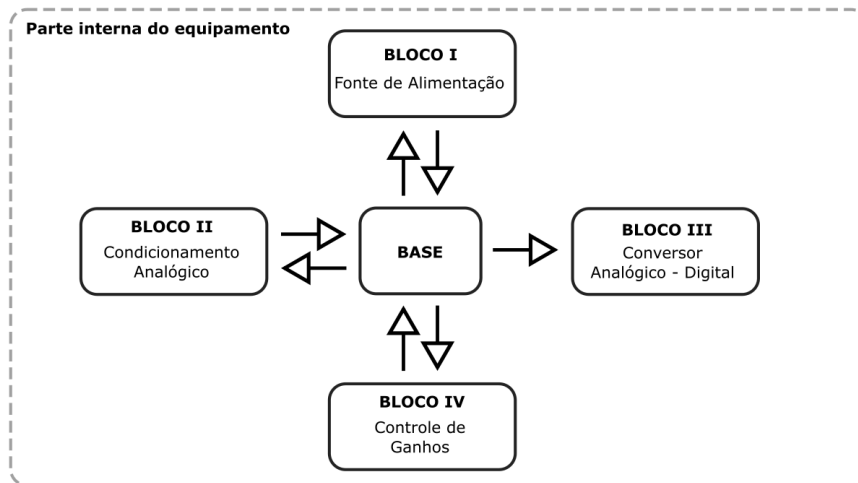 Parte interna do equipamento
BLOCO I
Fonte de Alimentação
BLOCO II
Condicionamento
Analógico
BASE
BLOCO III
Conversor
Analógico - Digital
BLOCO IV
Controle de
Ganhos